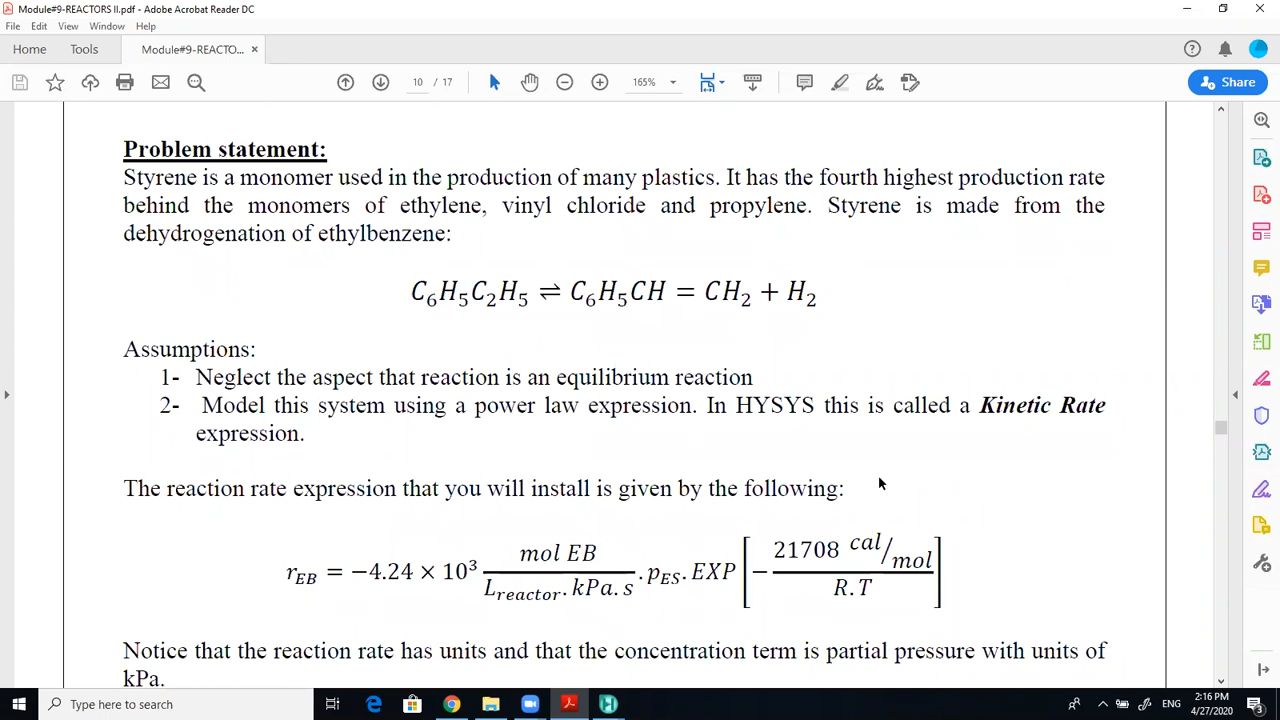 Module#9-REACTORS II.pdf - Adobe Acrobat Reader DC
File Edit View Window Help
Home Tools Module#9-REACTO... ×
10 / 17 165% Share
Problem statement:
Styrene is a monomer used in the production of many plastics. It has the fourth highest production rate
behind the monomers of ethylene, vinyl chloride and propylene. Styrene is made from the
dehydrogenation of ethylbenzene:
C₆H₅C₂H₅ ⇌ C₆H₅CH = CH₂ + H₂
Assumptions:
1- Neglect the aspect that reaction is an equilibrium reaction
2- Model this system using a power law expression. In HYSYS this is called a Kinetic Rate
expression.
The reaction rate expression that you will install is given by the following:
r_EB = −4.24 × 10³ mol EB / L_reactor.kPa.s .p_ES.EXP[− 21708 cal/mol / R.T]
Notice that the reaction rate has units and that the concentration term is partial pressure with units of
kPa.
Type here to search
ENG
2:16 PM
4/27/2020
3